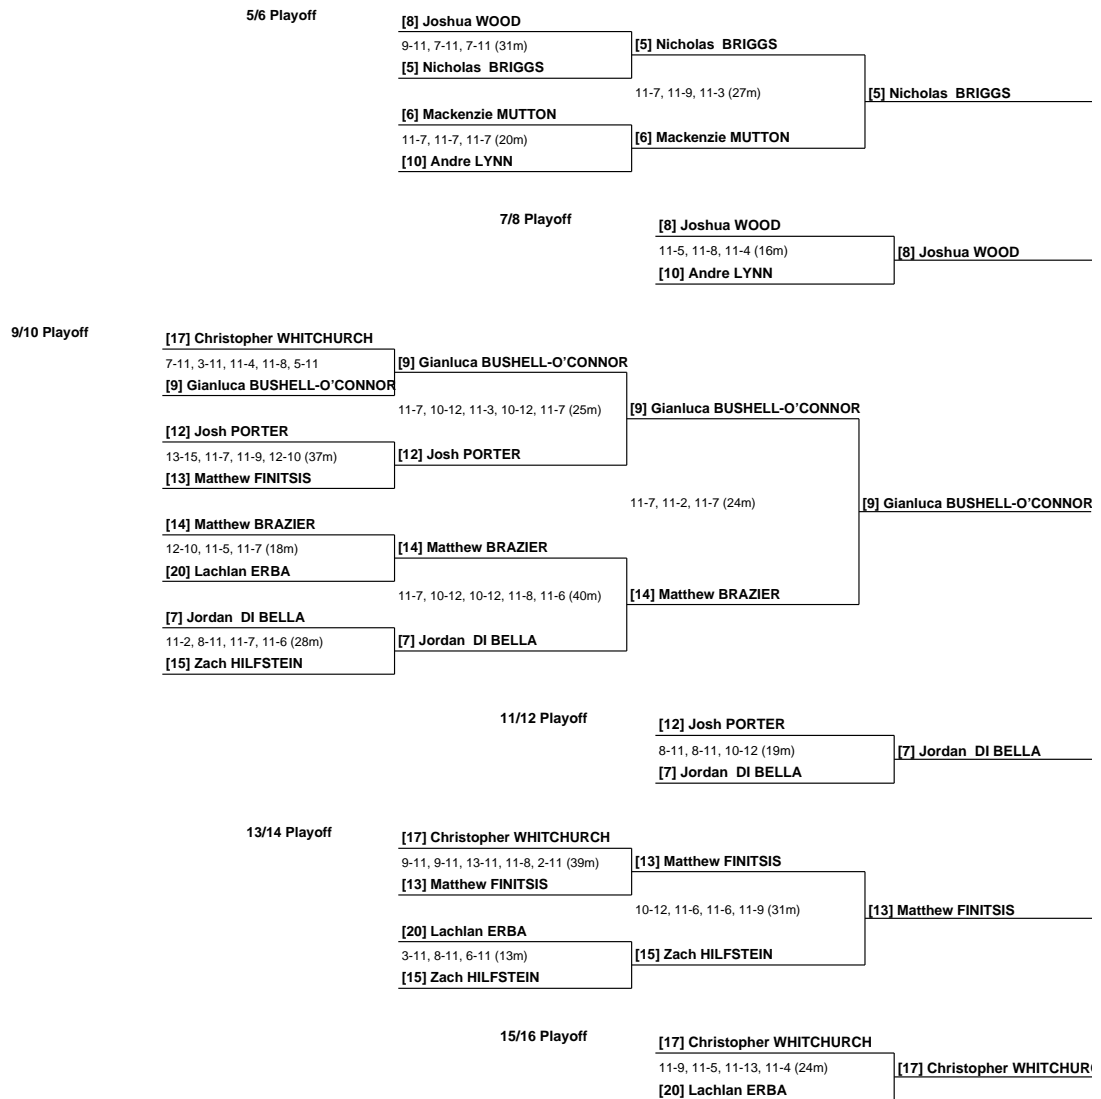 5/6 Playoff
[8] Joshua WOOD
9-11, 7-11, 7-11 (31m)
[5] Nicholas BRIGGS
[5] Nicholas BRIGGS
11-7, 11-9, 11-3 (27m)
[5] Nicholas BRIGGS
[6] Mackenzie MUTTON
11-7, 11-7, 11-7 (20m)
[6] Mackenzie MUTTON
[10] Andre LYNN
7/8 Playoff
[8] Joshua WOOD
11-5, 11-8, 11-4 (16m)
[8] Joshua WOOD
[10] Andre LYNN
9/10 Playoff
[17] Christopher WHITCHURCH
7-11, 3-11, 11-4, 11-8, 5-11
[9] Gianluca BUSHELL-O'CONNOR
[9] Gianluca BUSHELL-O'CONNOR
11-7, 10-12, 11-3, 10-12, 11-7 (25m)
[9] Gianluca BUSHELL-O'CONNOR
[12] Josh PORTER
13-15, 11-7, 11-9, 12-10 (37m)
[12] Josh PORTER
[13] Matthew FINITSIS
11-7, 11-2, 11-7 (24m)
[9] Gianluca BUSHELL-O'CONNOR
[14] Matthew BRAZIER
12-10, 11-5, 11-7 (18m)
[14] Matthew BRAZIER
[20] Lachlan ERBA
11-7, 10-12, 10-12, 11-8, 11-6 (40m)
[14] Matthew BRAZIER
[7] Jordan DI BELLA
11-2, 8-11, 11-7, 11-6 (28m)
[7] Jordan DI BELLA
[15] Zach HILFSTEIN
11/12 Playoff
[12] Josh PORTER
8-11, 8-11, 10-12 (19m)
[7] Jordan DI BELLA
[7] Jordan DI BELLA
13/14 Playoff
[17] Christopher WHITCHURCH
9-11, 9-11, 13-11, 11-8, 2-11 (39m)
[13] Matthew FINITSIS
[13] Matthew FINITSIS
10-12, 11-6, 11-6, 11-9 (31m)
[13] Matthew FINITSIS
[20] Lachlan ERBA
3-11, 8-11, 6-11 (13m)
[15] Zach HILFSTEIN
[15] Zach HILFSTEIN
15/16 Playoff
[17] Christopher WHITCHURCH
11-9, 11-5, 11-13, 11-4 (24m)
[17] Christopher WHITCHUR
[20] Lachlan ERBA